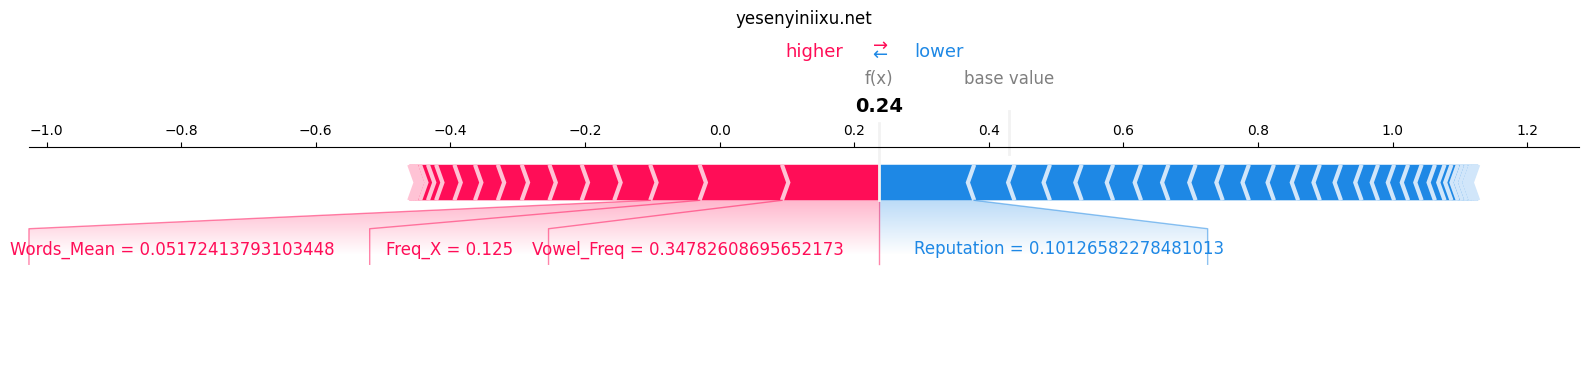 yesenyiniixu.net
higher ⇄ lower
f(x) base value
0.24
−1.0 −0.8 −0.6 −0.4 −0.2 0.0 0.2 0.4 0.6 0.8 1.0 1.2
Words_Mean = 0.05172413793103448 Freq_X = 0.125 Vowel_Freq = 0.34782608695652173 Reputation = 0.10126582278481013